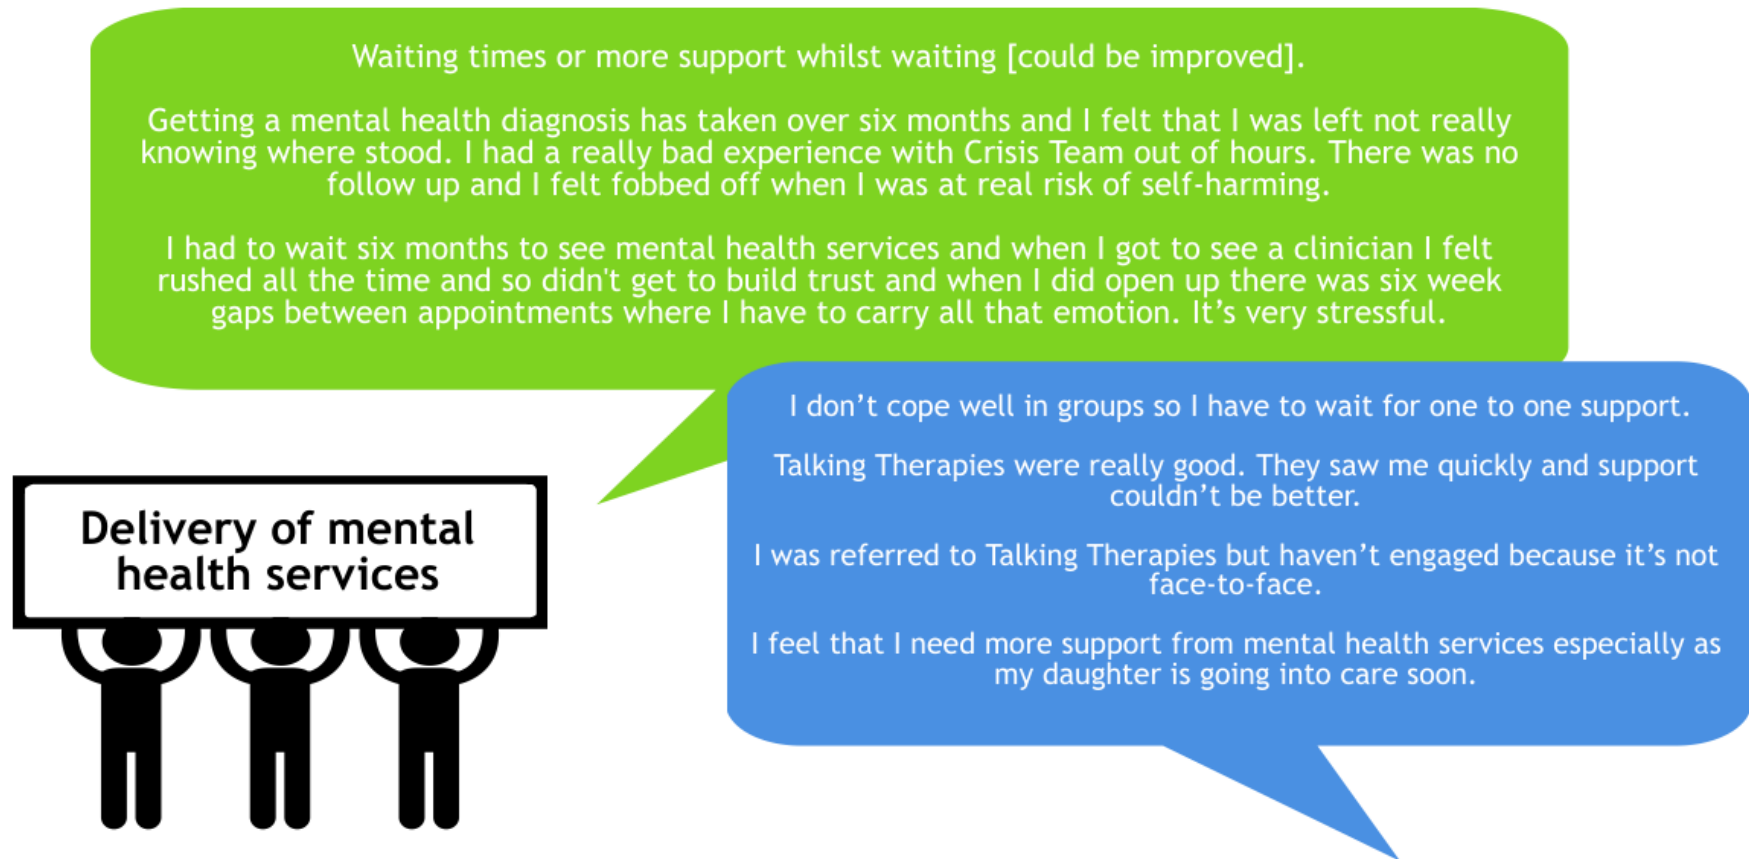 Waiting times or more support whilst waiting [could be improved].
Getting a mental health diagnosis has taken over six months and I felt that I was left not really
knowing where stood. I had a really bad experience with Crisis Team out of hours. There was no
follow up and I felt fobbed off when I was at real risk of self-harming.
I had to wait six months to see mental health services and when I got to see a clinician I felt
rushed all the time and so didn't get to build trust and when I did open up there was six week
gaps between appointments where I have to carry all that emotion. It’s very stressful.
I don’t cope well in groups so I have to wait for one to one support.
Talking Therapies were really good. They saw me quickly and support
couldn’t be better.
I was referred to Talking Therapies but haven’t engaged because it’s not
face-to-face.
I feel that I need more support from mental health services especially as
my daughter is going into care soon.
Delivery of mental
health services